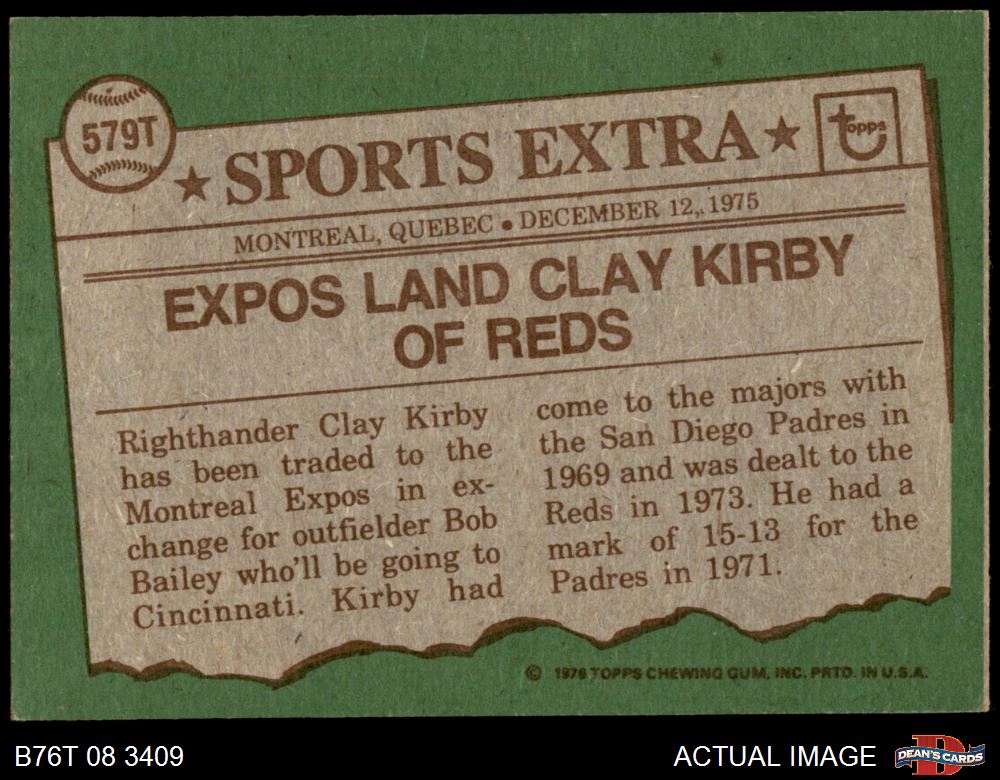 579T
★ SPORTS EXTRA ★
Topps
MONTREAL, QUEBEC • DECEMBER 12, 1975
EXPOS LAND CLAY KIRBY
OF REDS
Righthander Clay Kirby
has been traded to the
Montreal Expos in ex-
change for outfielder Bob
Bailey who'll be going to
Cincinnati. Kirby had
come to the majors with
the San Diego Padres in
1969 and was dealt to the
Reds in 1973. He had a
mark of 15-13 for the
Padres in 1971.
© 1976 TOPPS CHEWING GUM, INC. PRTD. IN U.S.A.
B76T 08 3409
ACTUAL IMAGE
D
DEAN'S CARDS